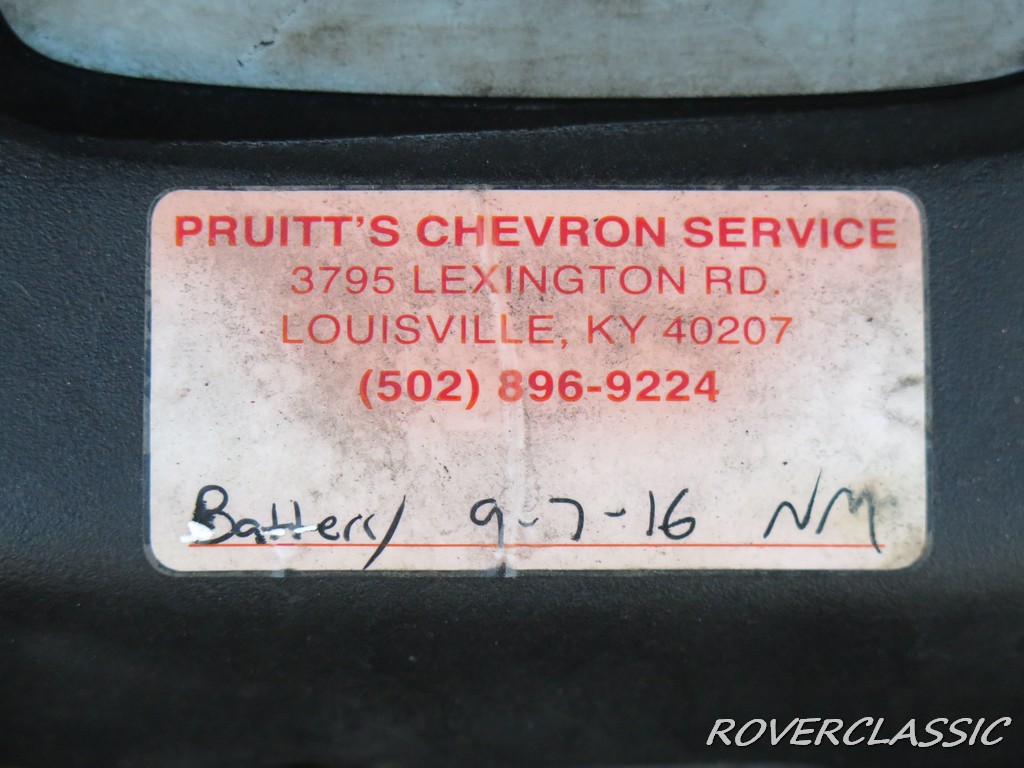 PRUITT'S CHEVRON SERVICE
3795 LEXINGTON RD.
LOUISVILLE, KY 40207
(502) 896-9224
Battery 9-7-16 NM
ROVERCLASSIC